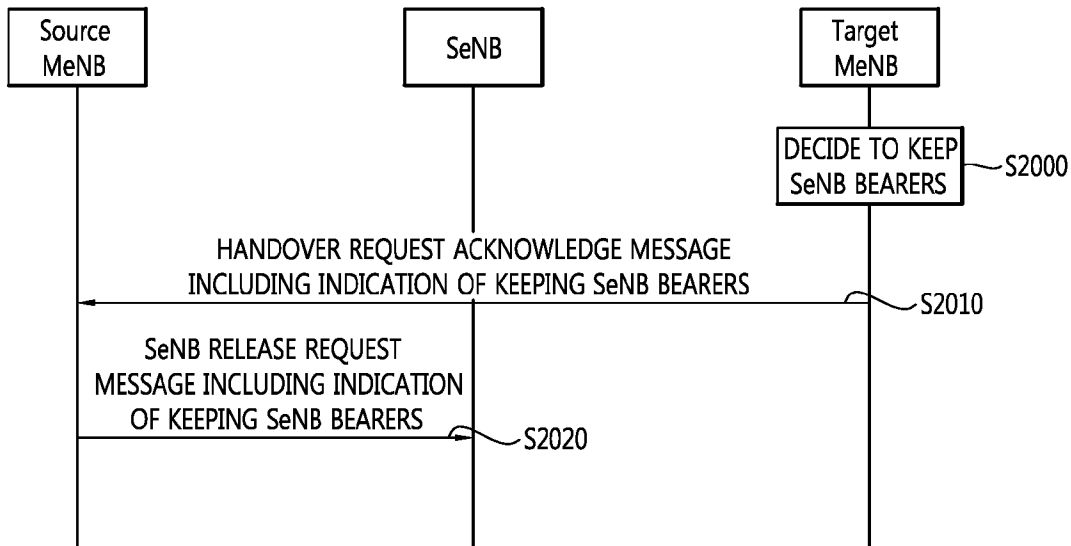 Source
MeNB
SeNB
Target
MeNB
DECIDE TO KEEP
SeNB BEARERS
S2000
HANDOVER REQUEST ACKNOWLEDGE MESSAGE
INCLUDING INDICATION OF KEEPING SeNB BEARERS
S2010
SeNB RELEASE REQUEST
MESSAGE INCLUDING INDICATION
OF KEEPING SeNB BEARERS
S2020